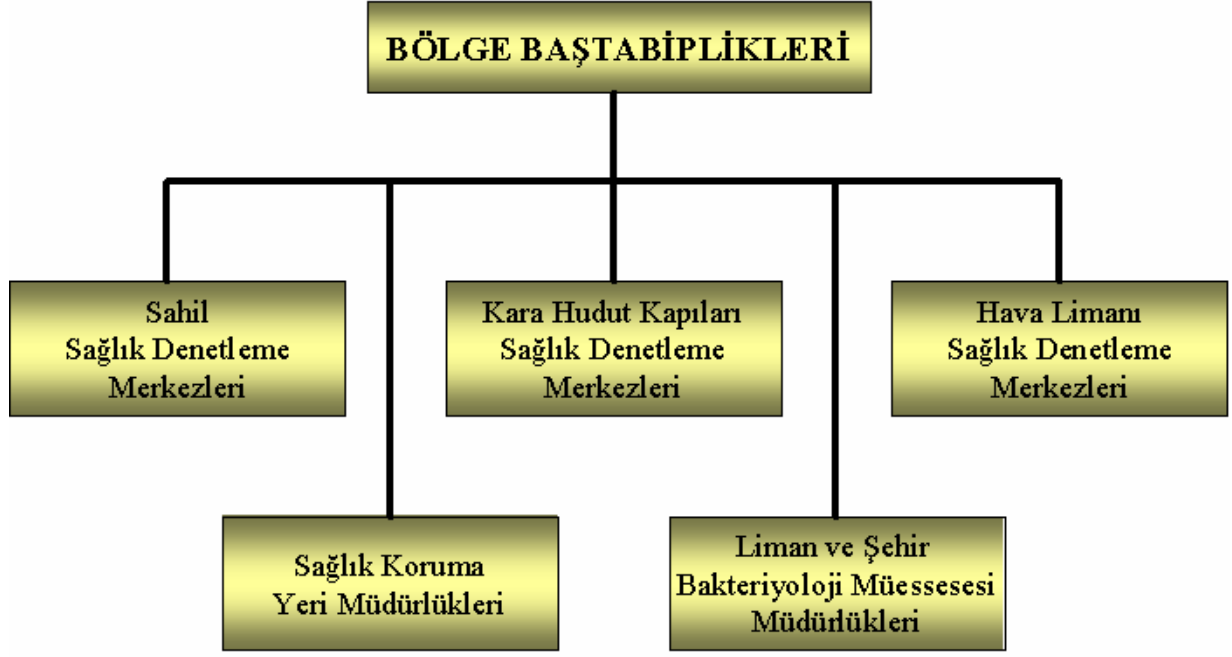 BÖLGE BAŞTABİPLİKLERİ
Sahil
Sağlık Denetleme
Merkezleri
Kara Hudut Kapıları
Sağlık Denetleme
Merkezleri
Hava Limanı
Sağlık Denetleme
Merkezleri
Sağlık Koruma
Yeri Müdürlükleri
Liman ve Şehir
Bakteriyoloji Müessesesi
Müdürlükleri